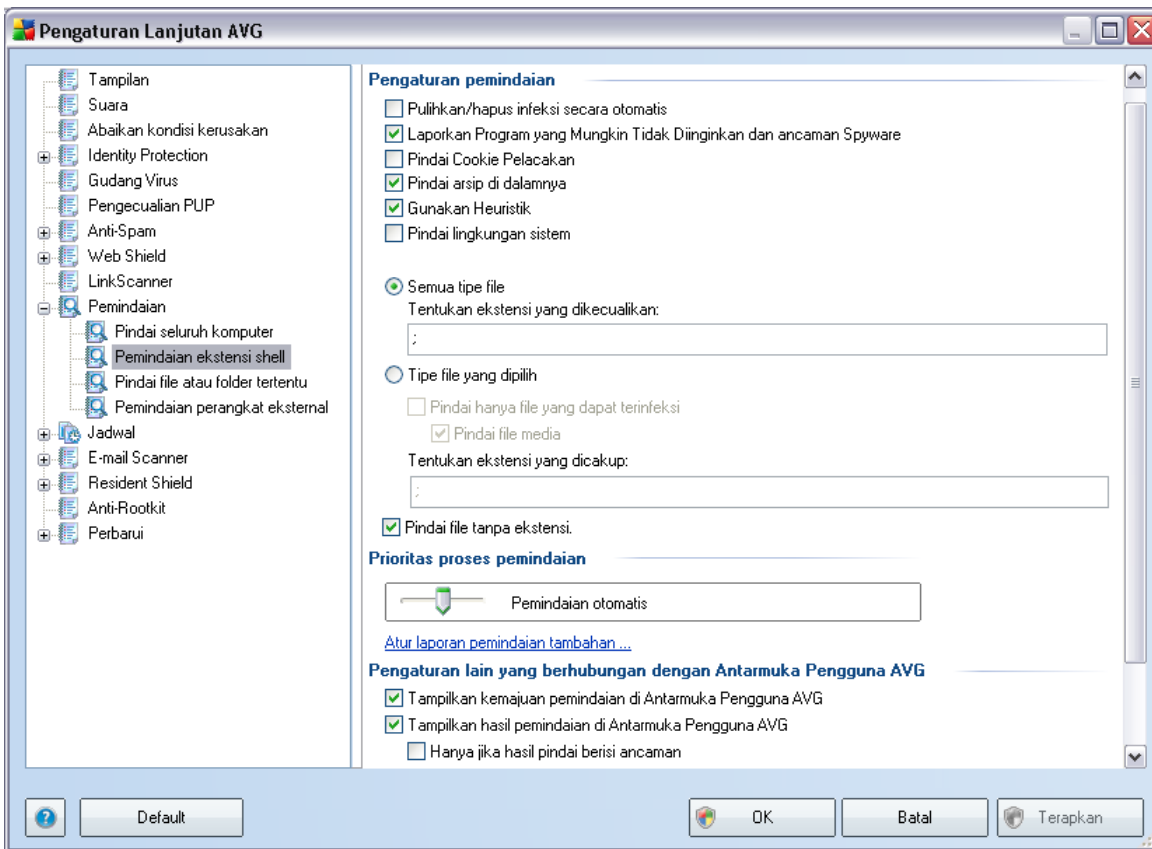 Pengaturan Lanjutan AVG
Tampilan
Suara
Abaikan kondisi kerusakan
Identity Protection
Gudang Virus
Pengecualian PUP
Anti-Spam
Web Shield
LinkScanner
Pemindaian
Pindai seluruh komputer
Pemindaian ekstensi shell
Pindai file atau folder tertentu
Pemindaian perangkat eksternal
Jadwal
E-mail Scanner
Resident Shield
Anti-Rootkit
Perbarui
Pengaturan pemindaian
Pulihkan/hapus infeksi secara otomatis
Laporkan Program yang Mungkin Tidak Diinginkan dan ancaman Spyware
Pindai Cookie Pelacakan
Pindai arsip di dalamnya
Gunakan Heuristik
Pindai lingkungan sistem
Semua tipe file
Tentukan ekstensi yang dikecualikan:
;
Tipe file yang dipilih
Pindai hanya file yang dapat terinfeksi
Pindai file media
Tentukan ekstensi yang dicakup:
;
Pindai file tanpa ekstensi.
Prioritas proses pemindaian
Pemindaian otomatis
Atur laporan pemindaian tambahan ...
Pengaturan lain yang berhubungan dengan Antarmuka Pengguna AVG
Tampilkan kemajuan pemindaian di Antarmuka Pengguna AVG
Tampilkan hasil pemindaian di Antarmuka Pengguna AVG
Hanya jika hasil pindai berisi ancaman
? Default OK Batal Terapkan